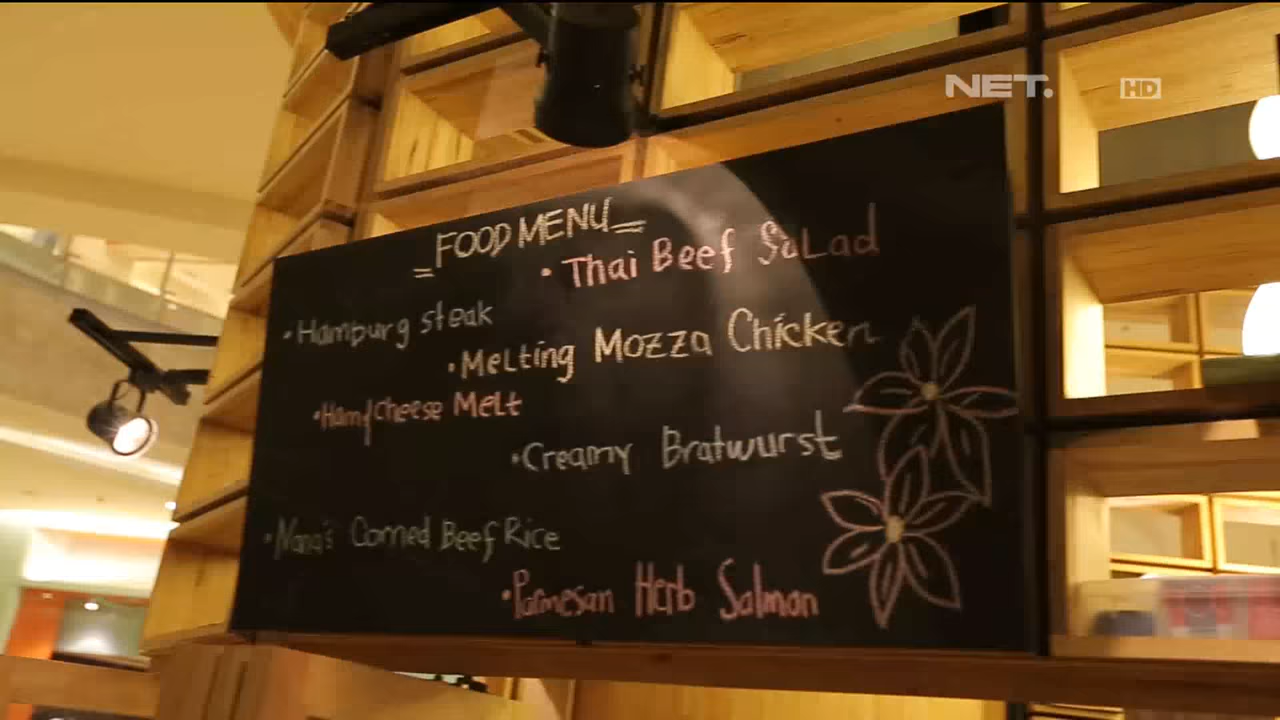 NET. HD
FOOD MENU
• Thai Beef Salad
• Hamburg steak
• Melting Mozza Chicken
• Ham/cheese Melt
• Creamy Bratwurst
• Nana's Corned Beef Rice
• Parmesan Herb Salmon